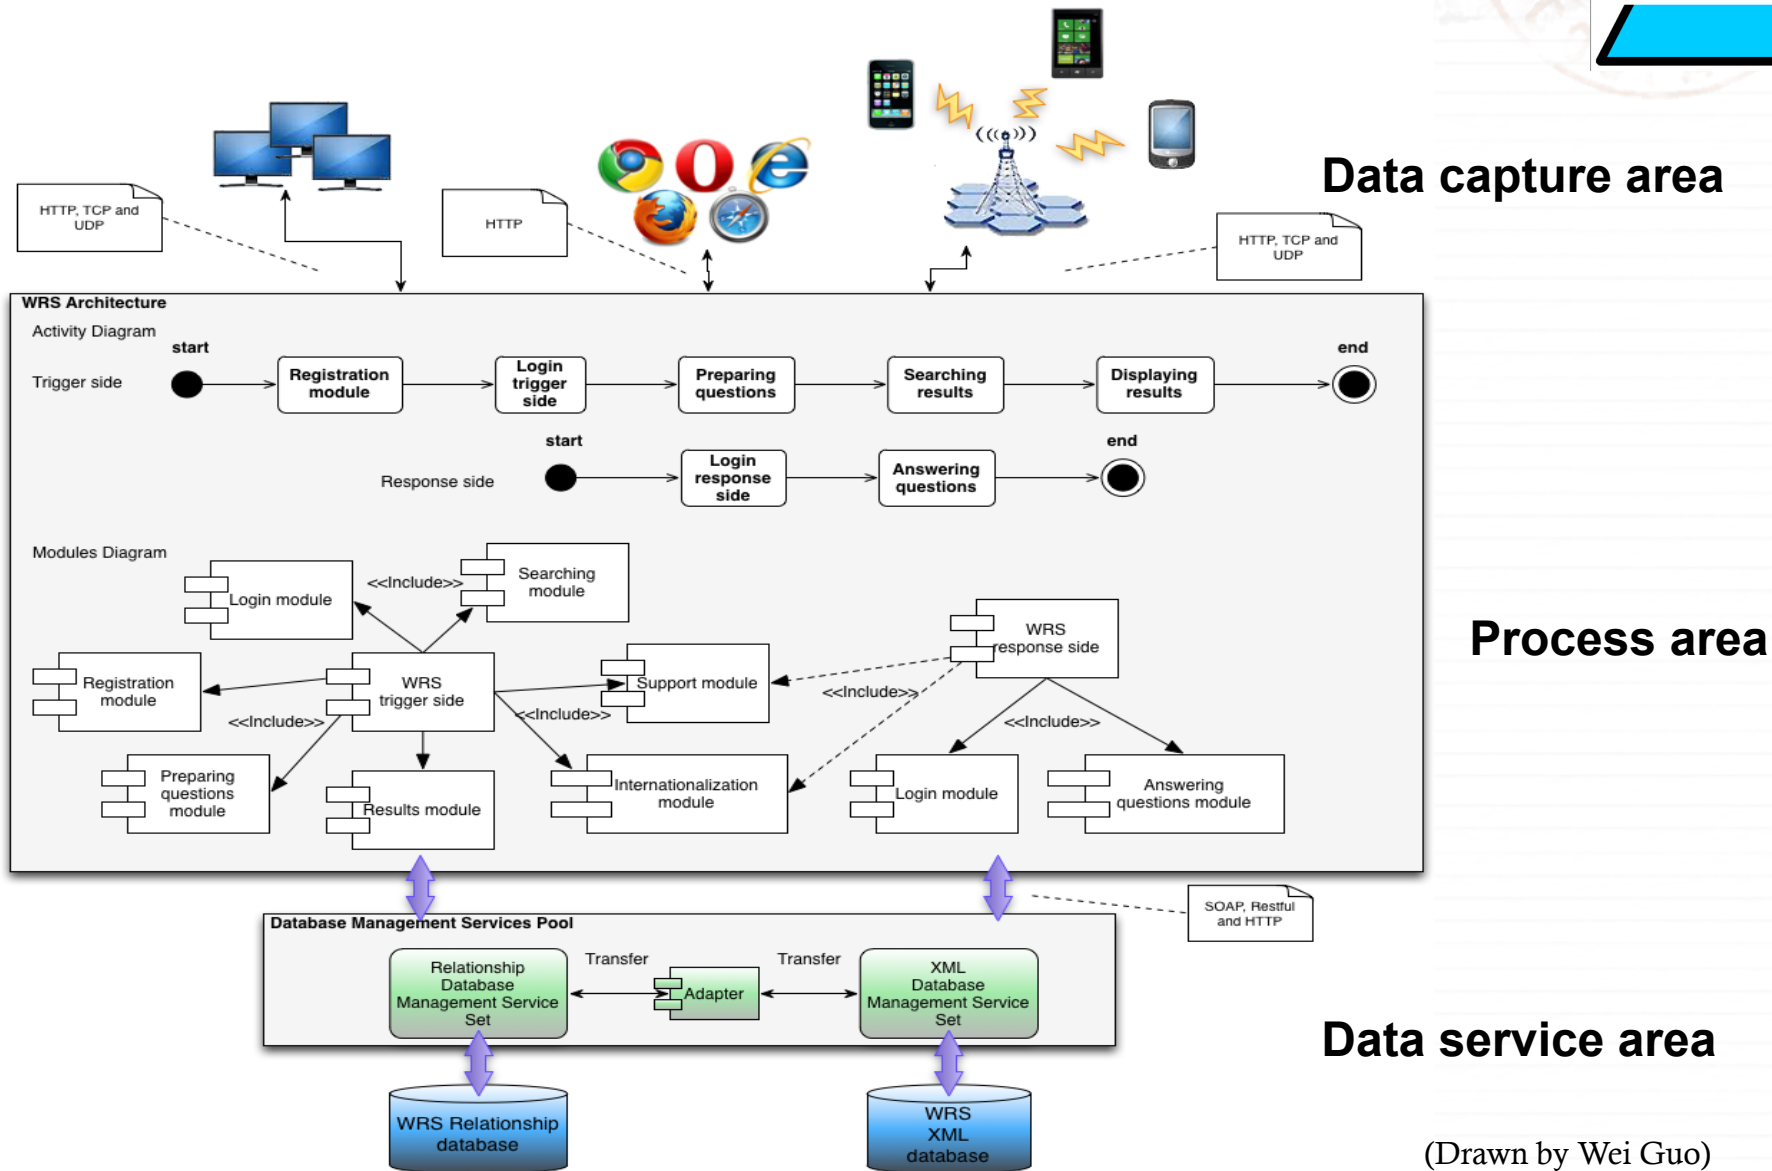 Data capture area
HTTP, TCP and
UDP
HTTP
HTTP, TCP and
UDP
WRS Architecture
Activity Diagram
start
end
Trigger side
Registration
module
Login
trigger
side
Preparing
questions
Searching
results
Displaying
results
start
end
Response side
Login
response
side
Answering
questions
Modules Diagram
Login module
<<Include>>
Searching
module
WRS
response side
Process area
Registration
module
WRS
trigger side
Support module
<<Include>>
<<Include>>
<<Include>>
<<Include>>
Preparing
questions
module
Results module
Internationalization
module
Login module
Answering
questions module
SOAP, Restful
and HTTP
Database Management Services Pool
Relationship
Database
Management Service
Set
Transfer
Adapter
Transfer
XML
Database
Management Service
Set
Data service area
WRS Relationship
database
WRS
XML
database
(Drawn by Wei Guo)